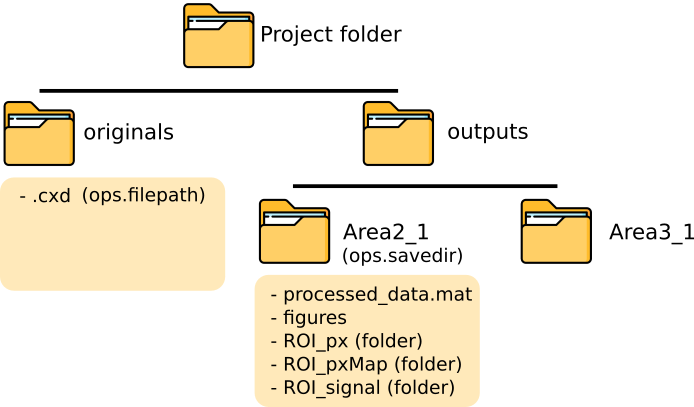 Project folder
originals
outputs
- .cxd (ops.filepath)
Area2_1
(ops.savedir)
Area3_1
- processed_data.mat
- figures
- ROI_px (folder)
- ROI_pxMap (folder)
- ROI_signal (folder)